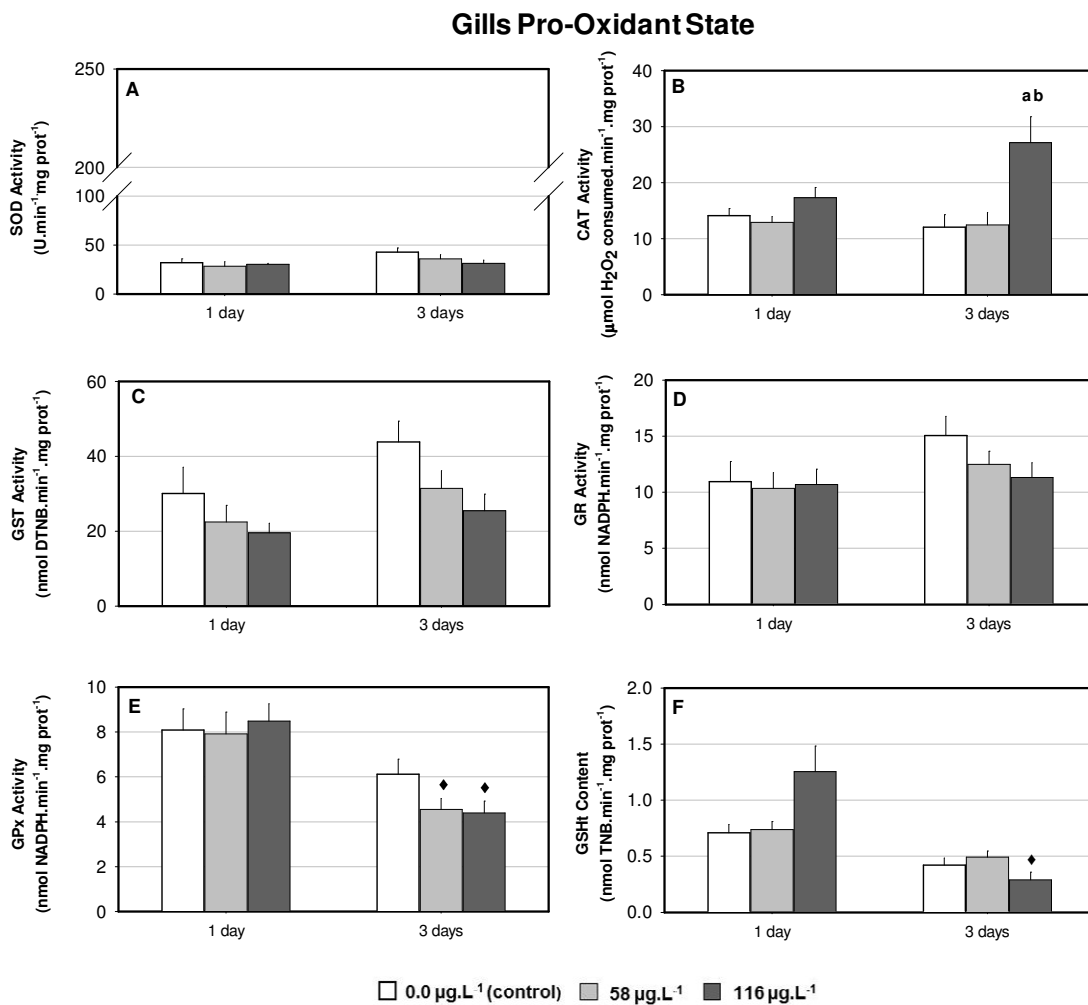 Gills Pro-Oxidant State
A
SOD Activity
(U.min⁻¹.mg prot⁻¹)
250
200
100
50
0
1 day
3 days
B
CAT Activity
(µmol H₂O₂ consumed.min⁻¹.mg prot⁻¹)
40
30
20
10
0
a b
1 day
3 days
C
GST Activity
(nmol DTNB.min⁻¹.mg prot⁻¹)
60
40
20
0
1 day
3 days
D
GR Activity
(nmol NADPH.min⁻¹.mg prot⁻¹)
20
15
10
5
0
1 day
3 days
E
GPx Activity
(nmol NADPH.min⁻¹.mg prot⁻¹)
10
8
6
4
2
0
♦ ♦
1 day
3 days
F
GSHt Content
(nmol TNB.min⁻¹.mg prot⁻¹)
2.0
1.5
1.0
0.5
0.0
♦
1 day
3 days
0.0 µg.L⁻¹ (control) 58 µg.L⁻¹ 116 µg.L⁻¹